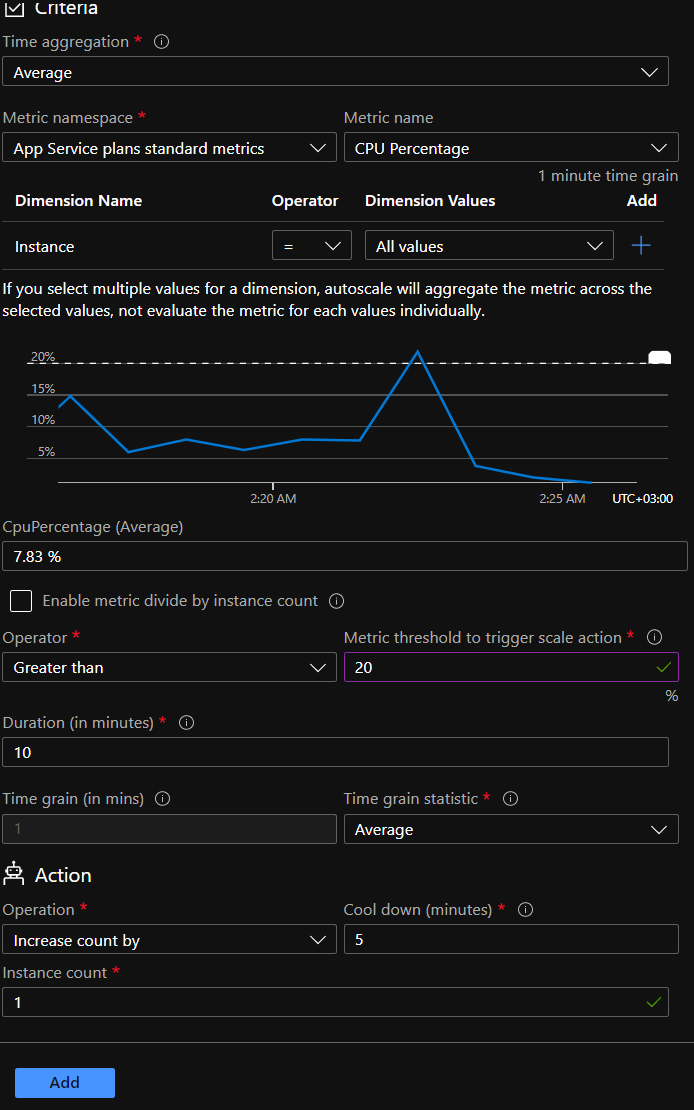 Criteria
Time aggregation *
Average
Metric namespace * Metric name
App Service plans standard metrics CPU Percentage
1 minute time grain
Dimension Name Operator Dimension Values Add
Instance = All values +
If you select multiple values for a dimension, autoscale will aggregate the metric across the
selected values, not evaluate the metric for each values individually.
20%
15%
10%
5%
2:20 AM 2:25 AM UTC+03:00
CpuPercentage (Average)
7.83 %
Enable metric divide by instance count
Operator * Metric threshold to trigger scale action *
Greater than 20
%
Duration (in minutes) *
10
Time grain (in mins) Time grain statistic *
1 Average
Action
Operation * Cool down (minutes) *
Increase count by 5
Instance count *
1
Add